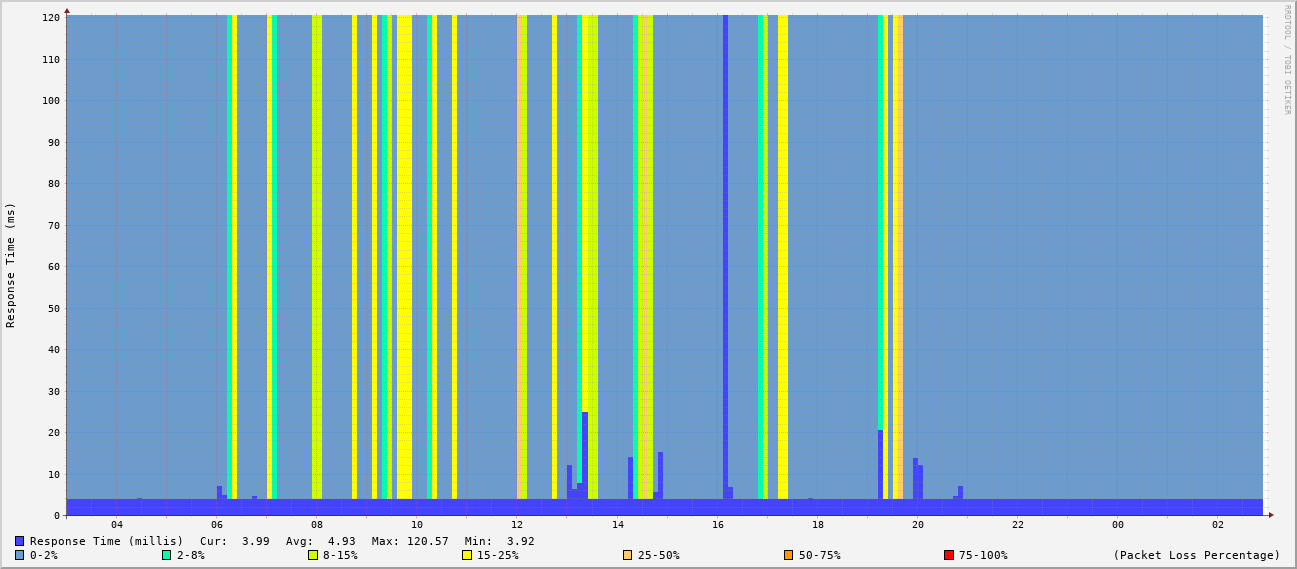 120
110
100
90
80
70
60
50
40
30
20
10
0
Response Time (ms)
04 06 08 10 12 14 16 18 20 22 00 02
Response Time (millis) Cur: 3.99 Avg: 4.93 Max: 120.57 Min: 3.92
0-2% 2-8% 8-15% 15-25% 25-50% 50-75% 75-100% (Packet Loss Percentage)
RRDTOOL / TOBI OETIKER